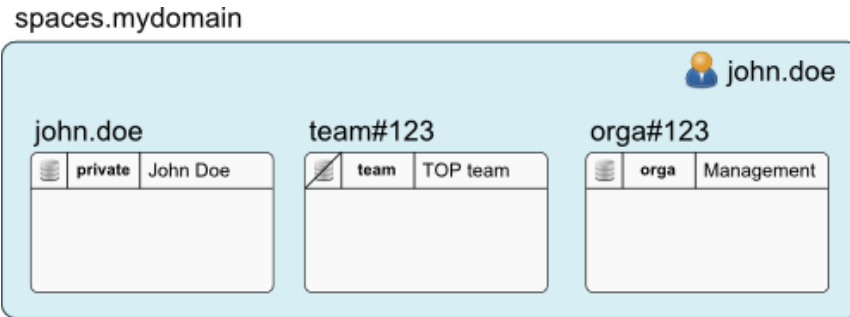 spaces.mydomain
john.doe
john.doe team#123 orga#123
private John Doe team TOP team orga Management